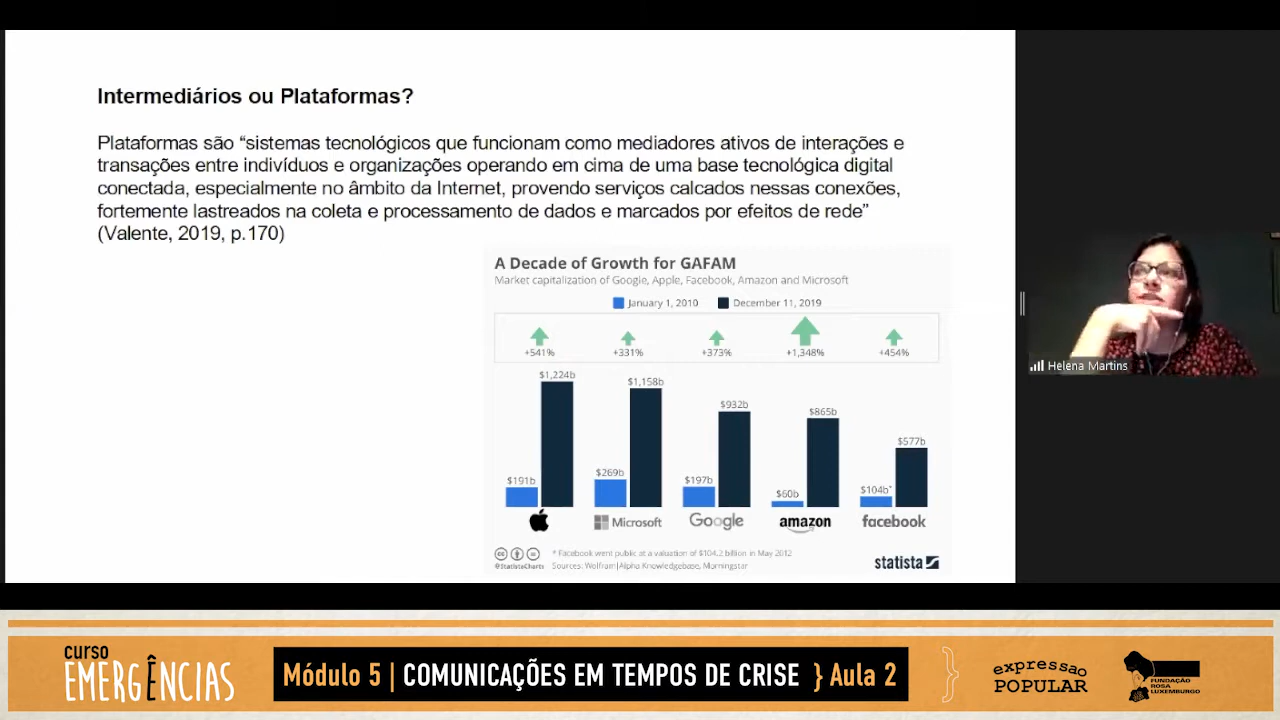 Intermediários ou Plataformas?
Plataformas são “sistemas tecnológicos que funcionam como mediadores ativos de interações e
transações entre indivíduos e organizações operando em cima de uma base tecnológica digital
conectada, especialmente no âmbito da Internet, provendo serviços calcados nessas conexões,
fortemente lastreados na coleta e processamento de dados e marcados por efeitos de rede”
(Valente, 2019, p.170)
A Decade of Growth for GAFAM
Market capitalization of Google, Apple, Facebook, Amazon and Microsoft
January 1, 2010 December 11, 2019
+541% +331% +373% +1,348% +454%
$1,224b $1,158b $932b $865b $577b
$191b $269b $197b $60b $104b*
Microsoft Google amazon facebook
* Facebook went public at a valuation of $104.2 billion in May 2012
@StatistaCharts Sources: Wolfram|Alpha Knowledgebase, Morningstar
statista
Helena Martins
curso
EMERGÊNCIAS
Módulo 5 | COMUNICAÇÕES EM TEMPOS DE CRISE } Aula 2
expressão
POPULAR
FUNDAÇÃO
ROSA
LUXEMBURGO